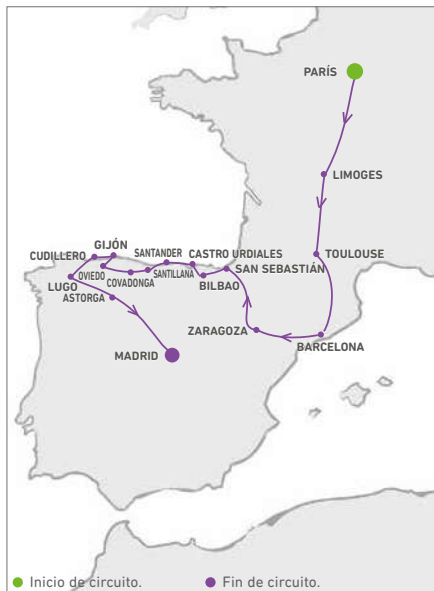 PARÍS
LIMOGES
TOULOUSE
GIJÓN
CUDILLERO
SANTANDER
CASTRO URDIALES
SAN SEBASTIÁN
OVIEDO
COVADONGA
SANTILLANA
BILBAO
LUGO
ASTORGA
ZARAGOZA
BARCELONA
MADRID
Inicio de circuito.
Fin de circuito.